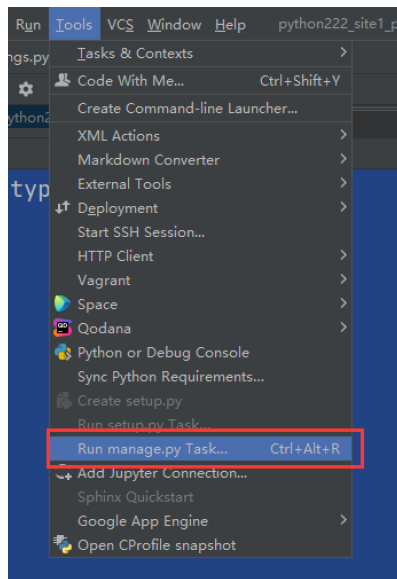 Run Tools VCS Window Help python222_site1_p
ngs.py
Tasks & Contexts
Code With Me... Ctrl+Shift+Y
Create Command-line Launcher...
ython2
XML Actions
Markdown Converter
typ
External Tools
Deployment
Start SSH Session...
HTTP Client
Vagrant
Space
Qodana
Python or Debug Console
Sync Python Requirements...
Create setup.py
Run setup.py Task...
Run manage.py Task... Ctrl+Alt+R
Add Jupyter Connection...
Sphinx Quickstart
Google App Engine
Open CProfile snapshot